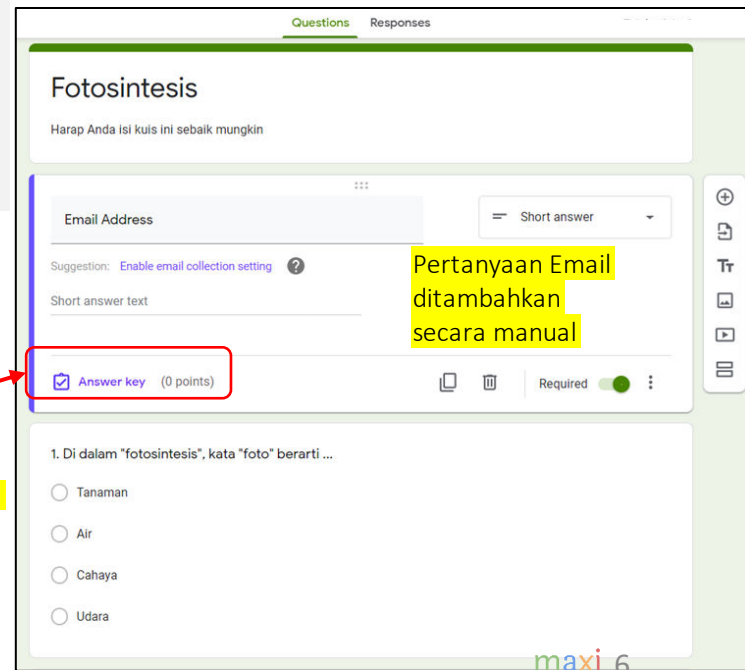 Questions Responses
Fotosintesis
Harap Anda isi kuis ini sebaik mungkin
Email Address
Short answer
Suggestion: Enable email collection setting
Short answer text
Pertanyaan Email
ditambahkan
secara manual
Answer key (0 points)
Required
1. Di dalam "fotosintesis", kata "foto" berarti ...
Tanaman
Air
Cahaya
Udara
maxi 6